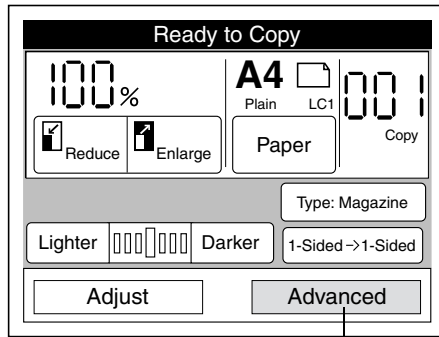 Ready to Copy
100%
A4
Plain LC1
001
Copy
Reduce Enlarge
Paper
Type: Magazine
Lighter Darker
1-Sided→1-Sided
Adjust Advanced